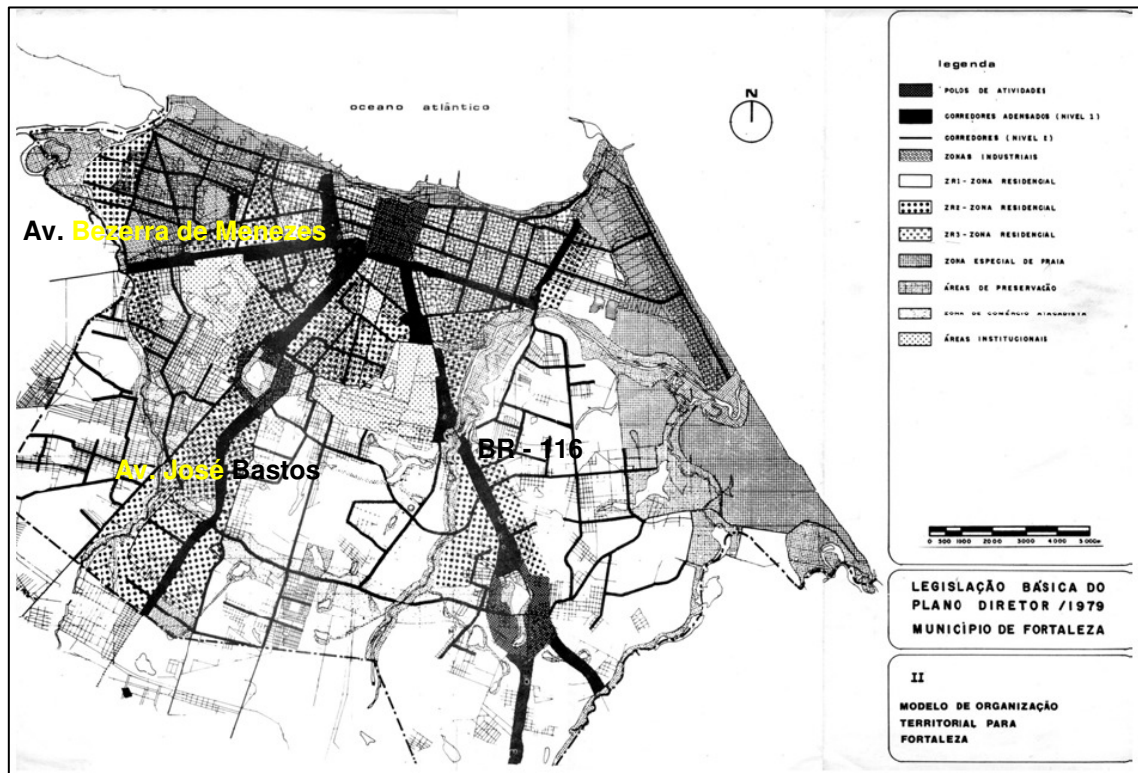 oceano atlântico
N
Av. Bezerra de Menezes
Av. José Bastos
BR - 116
legenda
POLOS DE ATIVIDADES
CORREDORES ADENSADOS (NIVEL 1)
CORREDORES (NIVEL 2)
ZONAS INDUSTRIAIS
ZR1 - ZONA RESIDENCIAL
ZR2 - ZONA RESIDENCIAL
ZR3 - ZONA RESIDENCIAL
ZONA ESPECIAL DE PRAIA
ÁREAS DE PRESERVAÇÃO
ZONA DE COMÉRCIO ATACADISTA
ÁREAS INSTITUCIONAIS
0 500 1000 2000 3000 4000 5000m
LEGISLAÇÃO BÁSICA DO
PLANO DIRETOR /1979
MUNICÍPIO DE FORTALEZA
II
MODELO DE ORGANIZAÇÃO
TERRITORIAL PARA
FORTALEZA